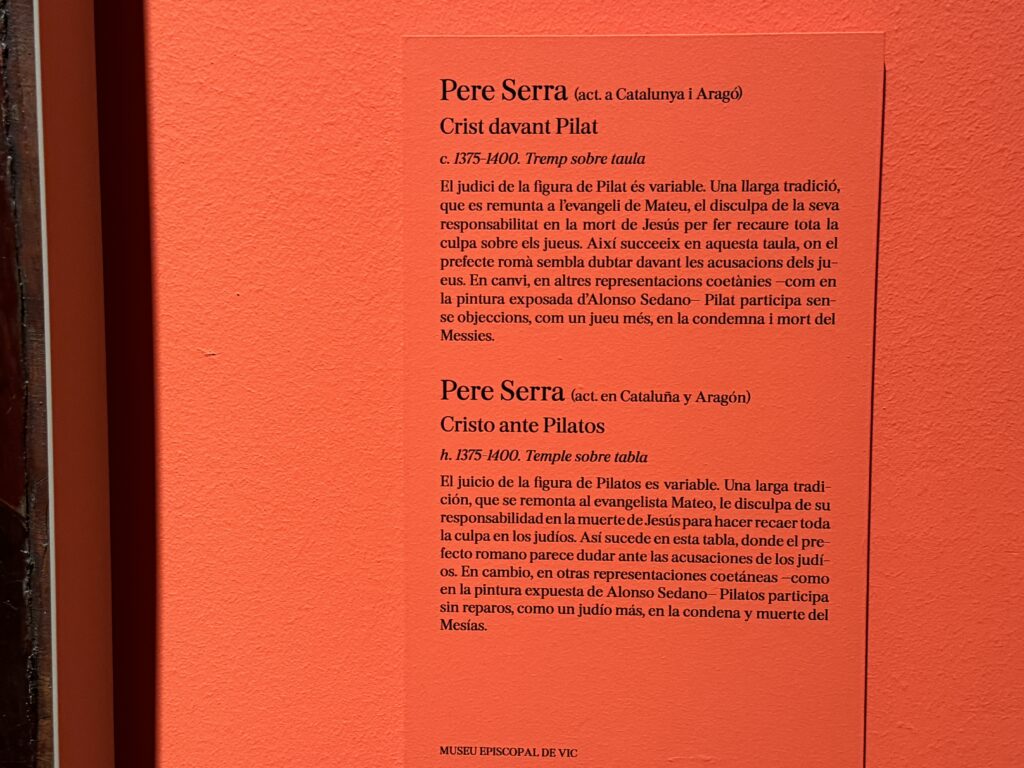 Pere Serra (act. a Catalunya i Aragó)
Crist davant Pilat
c. 1375-1400. Tremp sobre taula
El judici de la figura de Pilat és variable. Una llarga tradició,
que es remunta a l'evangeli de Mateu, el disculpa de la seva
responsabilitat en la mort de Jesús per fer recaure tota la
culpa sobre els jueus. Així succeeix en aquesta taula, on el
prefecte romà sembla dubtar davant les acusacions dels ju-
eus. En canvi, en altres representacions coetànies —com en
la pintura exposada d'Alonso Sedano— Pilat participa sen-
se objeccions, com un jueu més, en la condemna i mort del
Messies.
Pere Serra (act. en Cataluña y Aragón)
Cristo ante Pilatos
h. 1375-1400. Temple sobre tabla
El juicio de la figura de Pilatos es variable. Una larga tradi-
ción, que se remonta al evangelista Mateo, le disculpa de su
responsabilidad en la muerte de Jesús para hacer recaer toda
la culpa en los judíos. Así sucede en esta tabla, donde el pre-
fecto romano parece dudar ante las acusaciones de los judí-
os. En cambio, en otras representaciones coetáneas —como
en la pintura expuesta de Alonso Sedano— Pilatos participa
sin reparos, como un judío más, en la condena y muerte del
Mesías.
MUSEU EPISCOPAL DE VIC